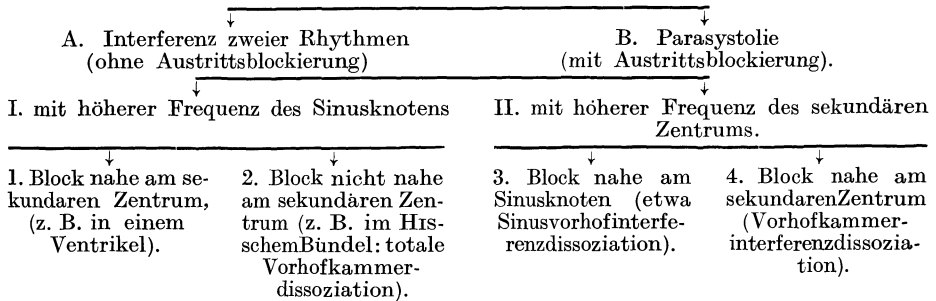 A. Interferenz zweier Rhythmen
(ohne Austrittsblockierung)
B. Parasystolie
(mit Austrittsblockierung).
I. mit höherer Frequenz des Sinusknotens
II. mit hoherer Frequenz des sekundären
Zentrums.
1. Block nahe am se-
kundaren Zentrum,
(z. B. in einem
Ventrikel).
2. Block nicht nahe
am sekundären Zen-
trum (z. B. im His-
schemBundel: totale
Vorhofkammer-
dissoziation).
3. Block nahe am
Sinusknoten (etwa
Sinusvorhofinterfe-
renzdissoziation).
4. Block nahe am
sekundarenZentrum
(Vorhofkammer-
interferenzdissozia-
tion).